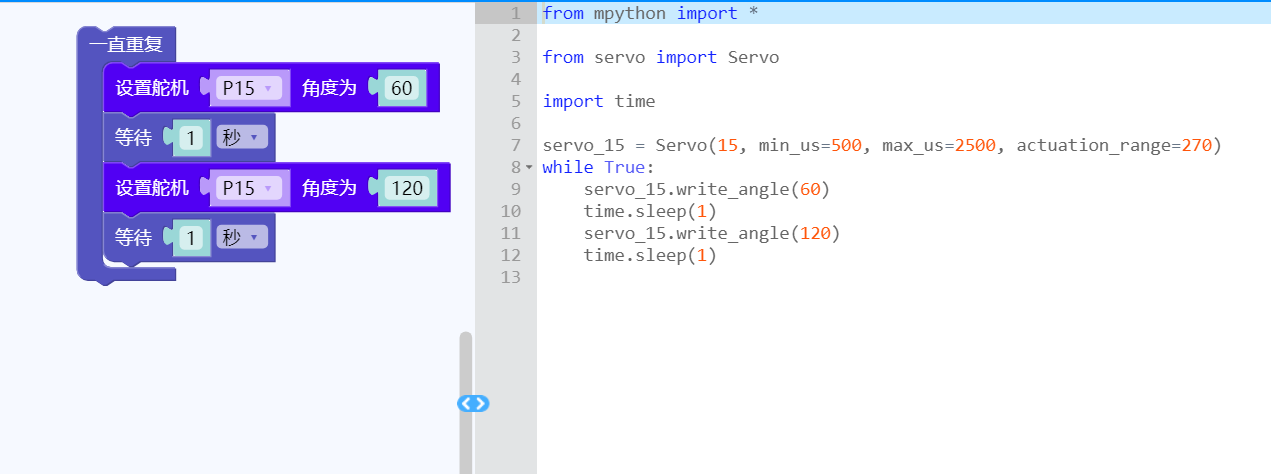 一直重复
设置舵机 P15 角度为 60
等待 1 秒
设置舵机 P15 角度为 120
等待 1 秒
1 from mpython import *
2
3 from servo import Servo
4
5 import time
6
7 servo_15 = Servo(15, min_us=500, max_us=2500, actuation_range=270)
8 while True:
9 servo_15.write_angle(60)
10 time.sleep(1)
11 servo_15.write_angle(120)
12 time.sleep(1)
13